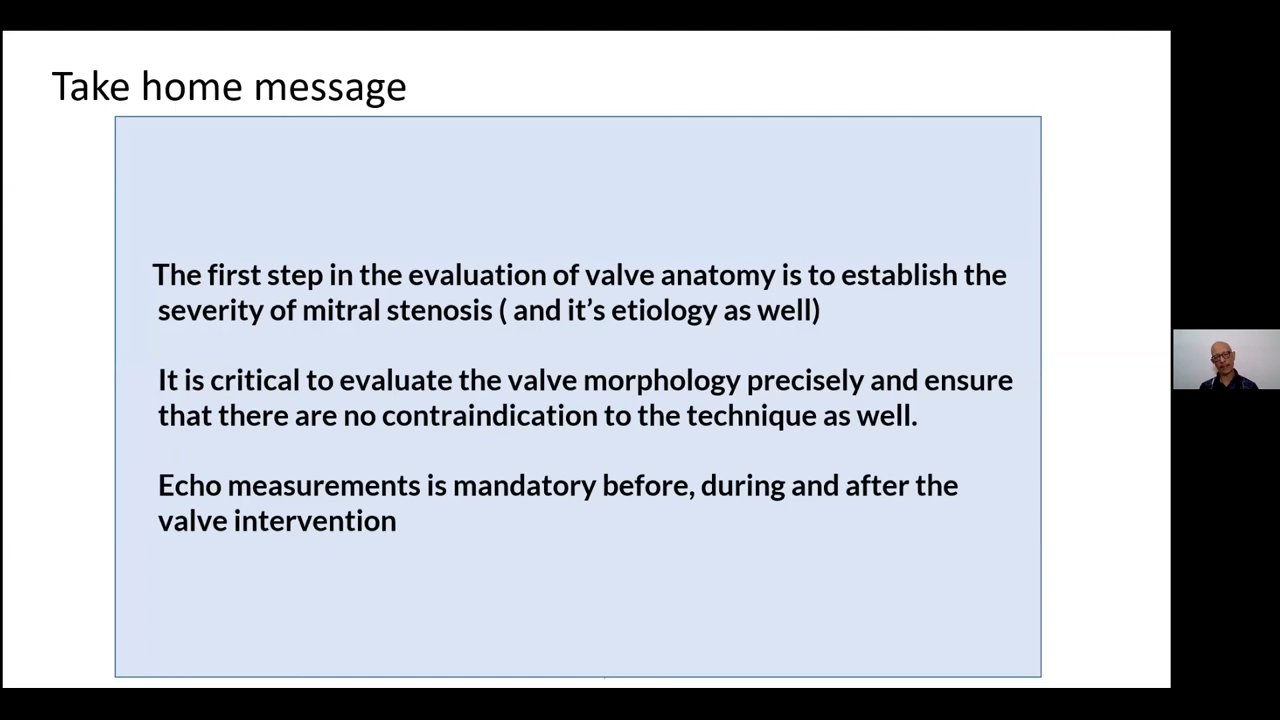 Take home message
The first step in the evaluation of valve anatomy is to establish the
severity of mitral stenosis ( and it’s etiology as well)
It is critical to evaluate the valve morphology precisely and ensure
that there are no contraindication to the technique as well.
Echo measurements is mandatory before, during and after the
valve intervention